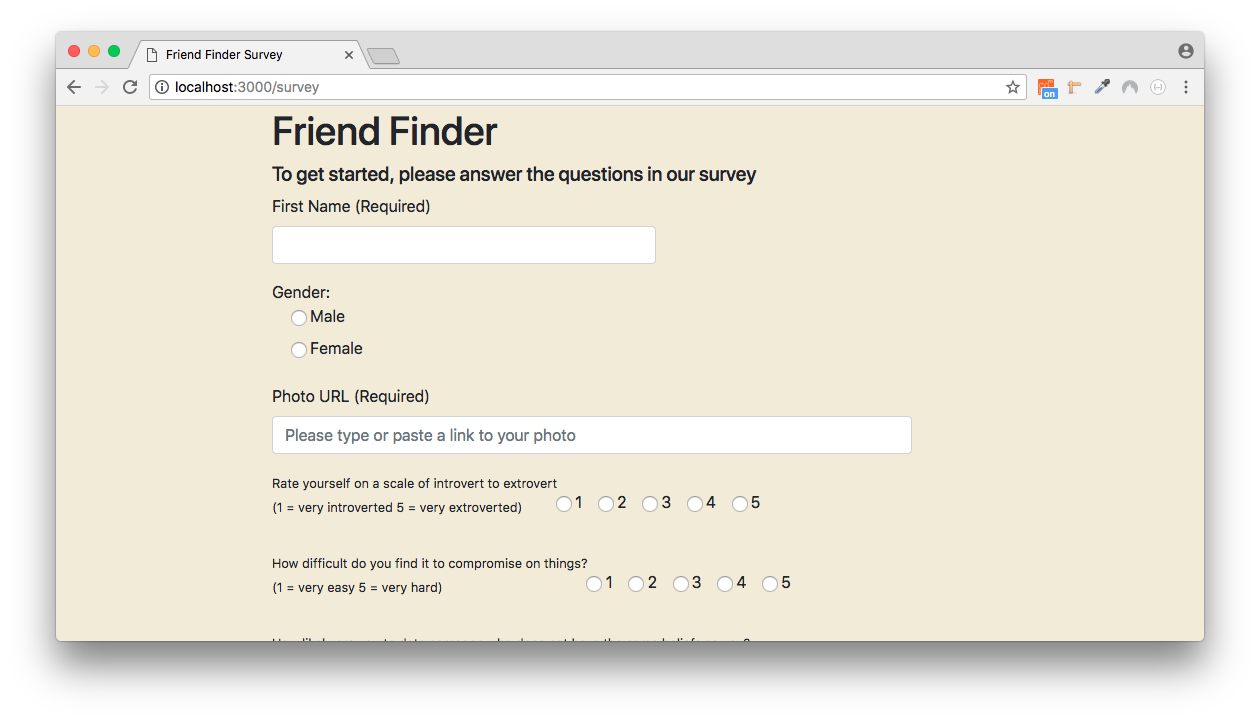 Friend Finder Survey
localhost:3000/survey
on
Friend Finder
To get started, please answer the questions in our survey
First Name (Required)
Gender:
Male
Female
Photo URL (Required)
Please type or paste a link to your photo
Rate yourself on a scale of introvert to extrovert
(1 = very introverted 5 = very extroverted) 1 2 3 4 5
How difficult do you find it to compromise on things?
(1 = very easy 5 = very hard) 1 2 3 4 5